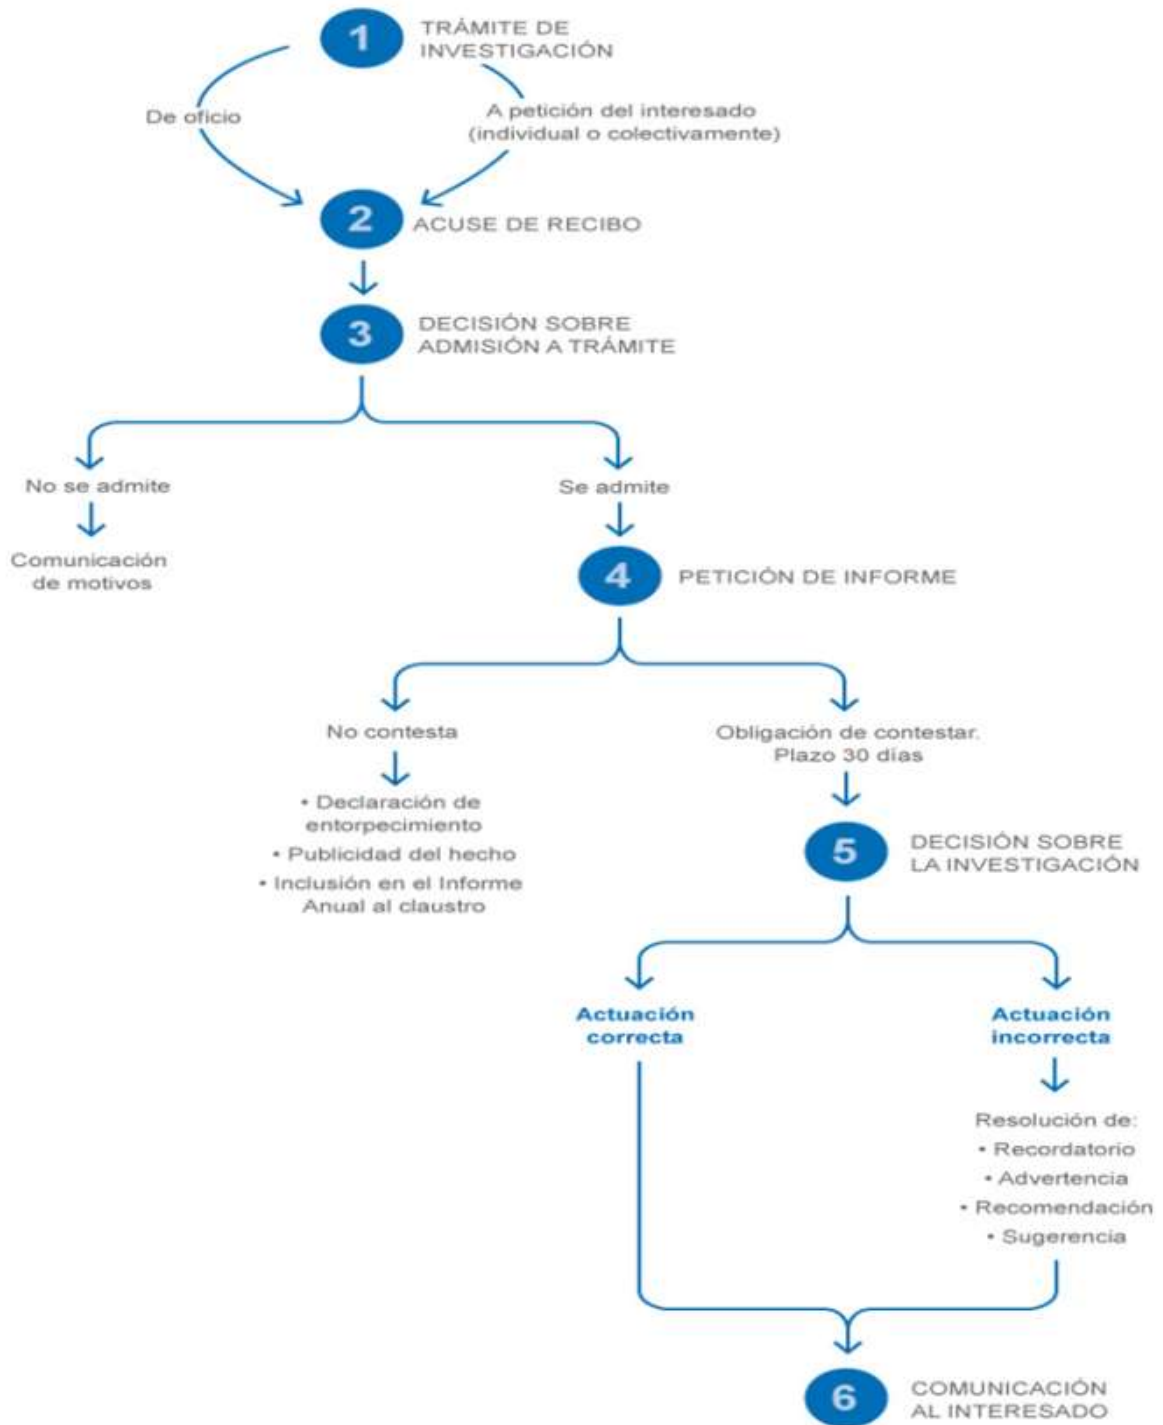 1
TRÁMITE DE
INVESTIGACIÓN
De oficio
A petición del interesado
(individual o colectivamente)
2
ACUSE DE RECIBO
3
DECISIÓN SOBRE
ADMISIÓN A TRÁMITE
No se admite
Se admite
Comunicación
de motivos
4
PETICIÓN DE INFORME
No contesta
Obligación de contestar.
Plazo 30 días
• Declaración de
entorpecimiento
• Publicidad del hecho
• Inclusión en el Informe
Anual al claustro
5
DECISIÓN SOBRE
LA INVESTIGACIÓN
Actuación
correcta
Actuación
incorrecta
Resolución de:
• Recordatorio
• Advertencia
• Recomendación
• Sugerencia
6
COMUNICACIÓN
AL INTERESADO